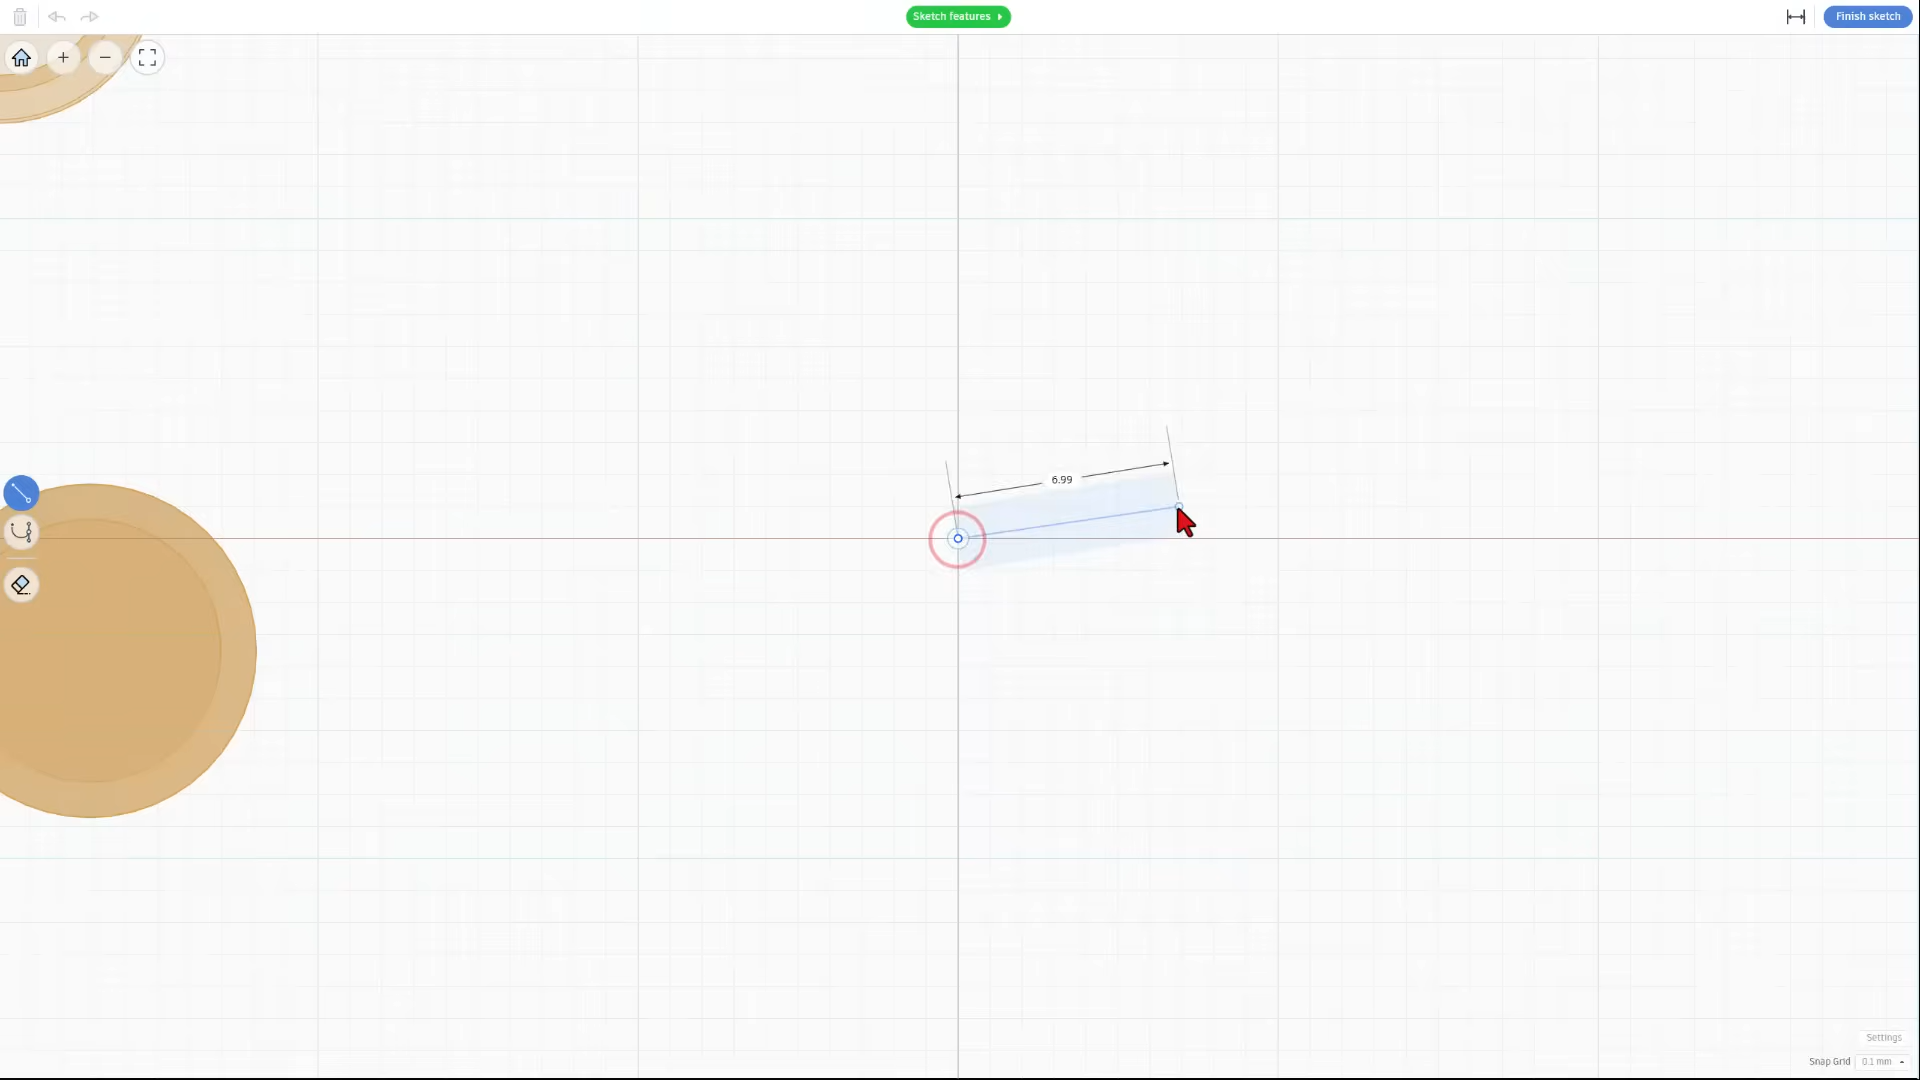 Sketch features
Finish sketch
6.99
Settings
Snap Grid 0.1 mm